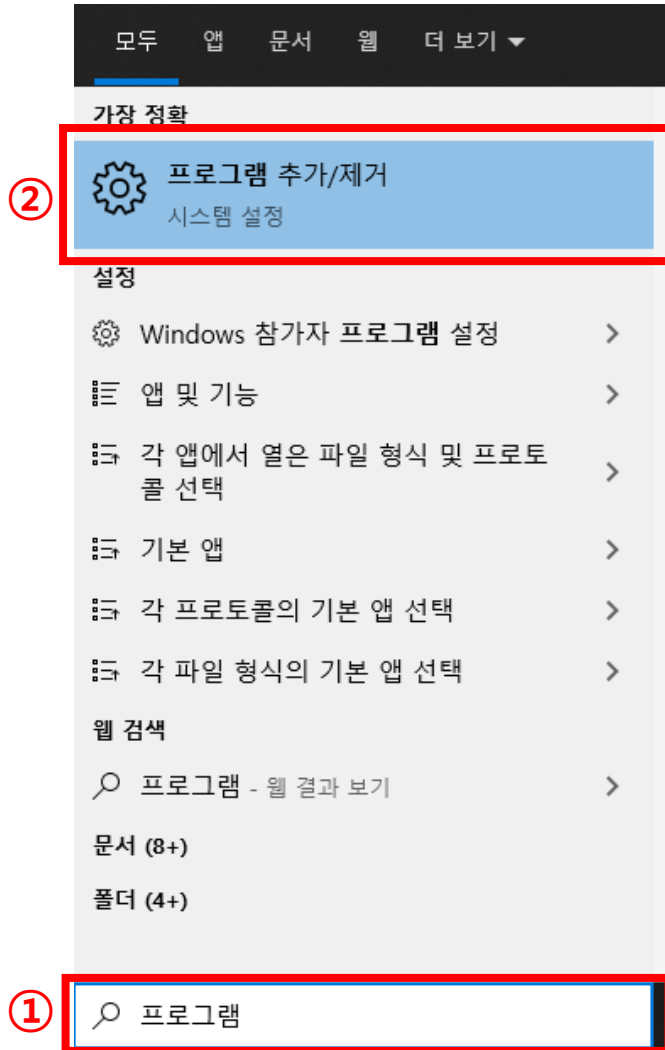 모두 앱 문서 웹 더 보기
가장 정확
② 프로그램 추가/제거
시스템 설정
설정
Windows 참가자 프로그램 설정
앱 및 기능
각 앱에서 열은 파일 형식 및 프로토
콜 선택
기본 앱
각 프로토콜의 기본 앱 선택
각 파일 형식의 기본 앱 선택
웹 검색
프로그램 - 웹 결과 보기
문서 (8+)
폴더 (4+)
① 프로그램